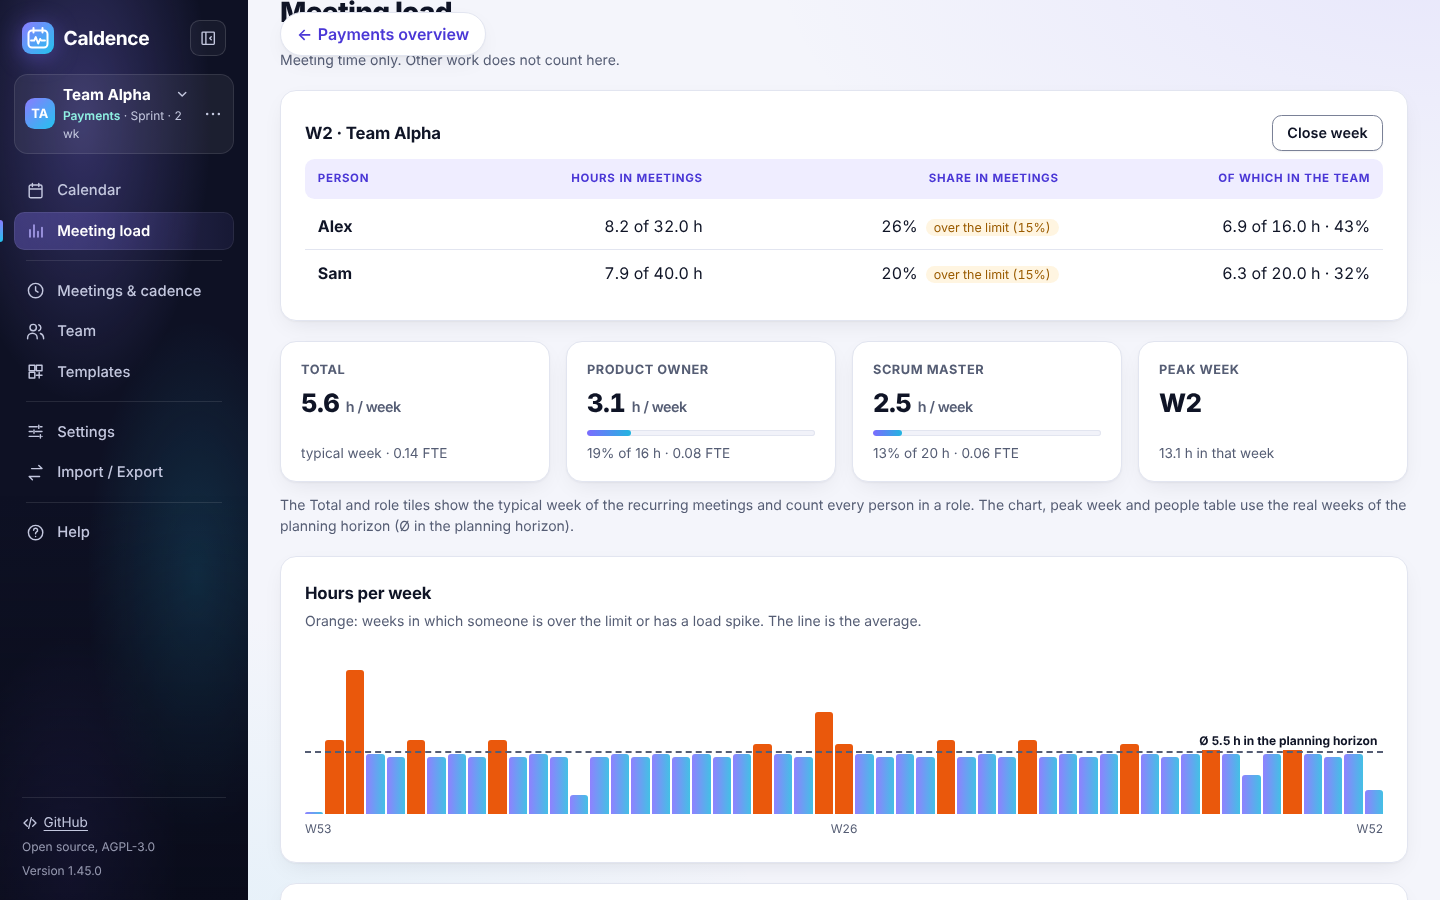 Caldence
TA
Team Alpha
Payments · Sprint · 2
wk
Calendar
Meeting load
Meetings & cadence
Team
Templates
Settings
Import / Export
Help
GitHub
Open source, AGPL-3.0
Version 1.45.0
Meeting load
← Payments overview
Meeting time only. Other work does not count here.
W2 · Team Alpha
Close week
PERSON HOURS IN MEETINGS SHARE IN MEETINGS OF WHICH IN THE TEAM
Alex 8.2 of 32.0 h 26% over the limit (15%) 6.9 of 16.0 h · 43%
Sam 7.9 of 40.0 h 20% over the limit (15%) 6.3 of 20.0 h · 32%
TOTAL
5.6 h / week
typical week · 0.14 FTE
PRODUCT OWNER
3.1 h / week
19% of 16 h · 0.08 FTE
SCRUM MASTER
2.5 h / week
13% of 20 h · 0.06 FTE
PEAK WEEK
W2
13.1 h in that week
The Total and role tiles show the typical week of the recurring meetings and count every person in a role. The chart, peak week and people table use the real weeks of the
planning horizon (Ø in the planning horizon).
Hours per week
Orange: weeks in which someone is over the limit or has a load spike. The line is the average.
Ø 5.5 h in the planning horizon
W53 W26 W52